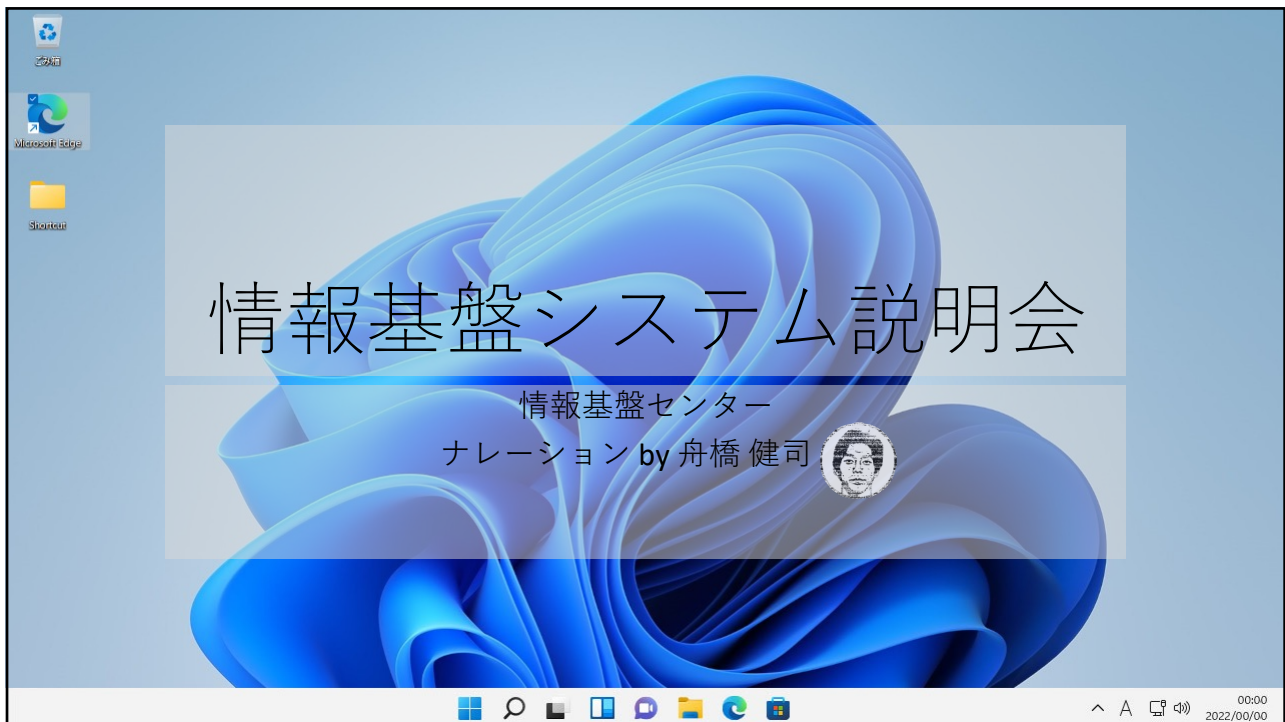 ごみ箱
Microsoft Edge
Shortcut
情報基盤システム説明会
情報基盤センター
ナレーション by 舟橋 健司
A
00:00
2022/00/00